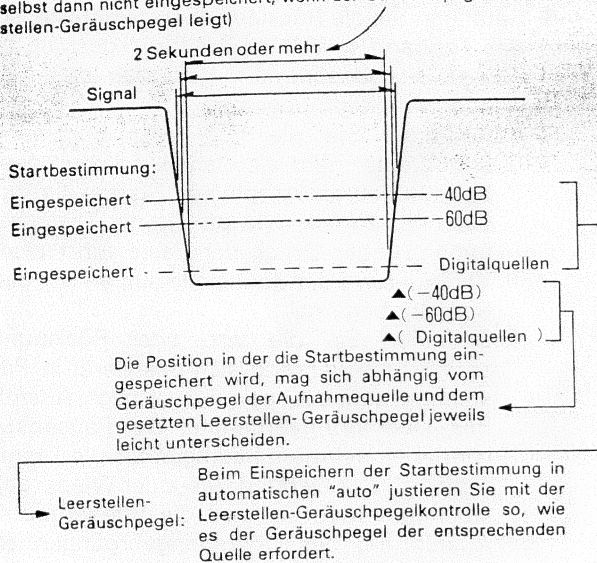 selbst dann nicht eingespeichert, wenn der
stellen-Geräuschpegel leigt)
2 Sekunden oder mehr
Signal
Startbestimmung:
Eingespeichert
−40dB
Eingespeichert
−60dB
Eingespeichert
Digitalquellen
▲(−40dB)
▲(−60dB)
▲( Digitalquellen )
Die Position in der die Startbestimmung ein-
gespeichert wird, mag sich abhängig vom
Geräuschpegel der Aufnahmequelle und dem
gesetzten Leerstellen- Geräuschpegel jeweils
leicht unterscheiden.
Leerstellen-
Geräuschpegel:
Beim Einspeichern der Startbestimmung in
automatischen "auto" justieren Sie mit der
Leerstellen-Geräuschpegelkontrolle so, wie
es der Geräuschpegel der entsprechenden
Quelle erfordert.